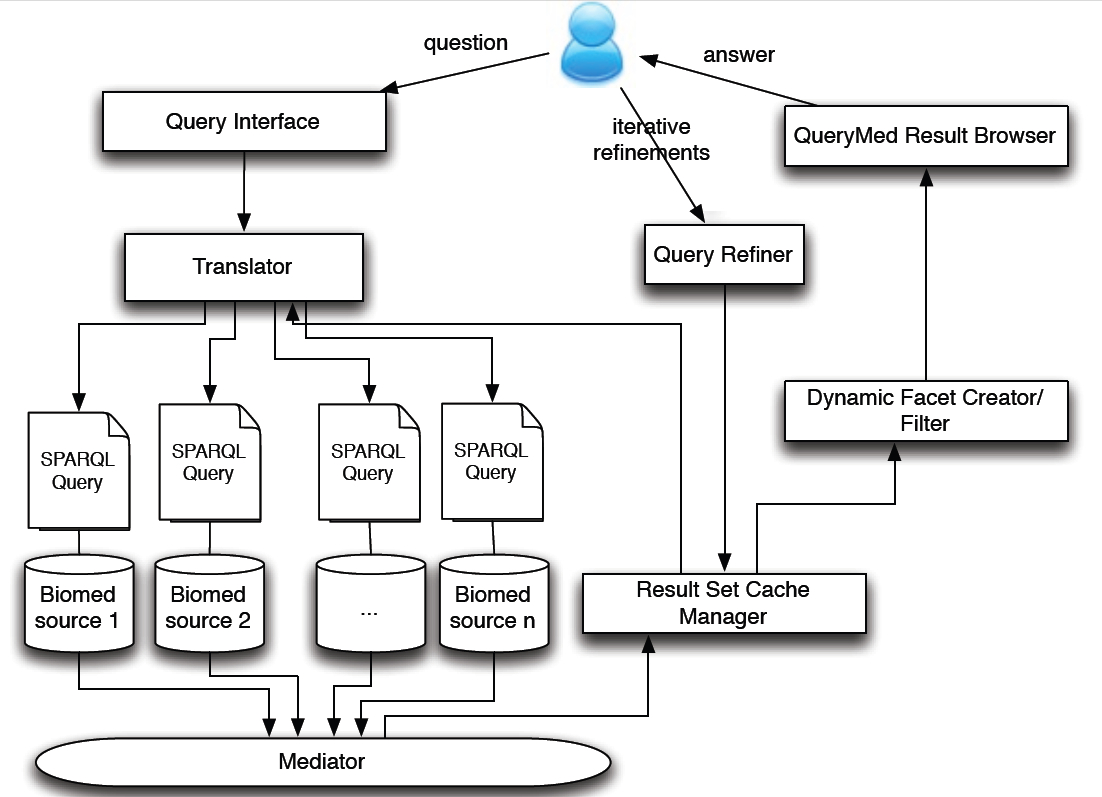 question
answer
Query Interface
iterative
refinements
QueryMed Result Browser
Translator
Query Refiner
Dynamic Facet Creator/
Filter
SPARQL
Query
SPARQL
Query
SPARQL
Query
SPARQL
Query
Biomed
source 1
Biomed
source 2
...
Biomed
source n
Result Set Cache
Manager
Mediator